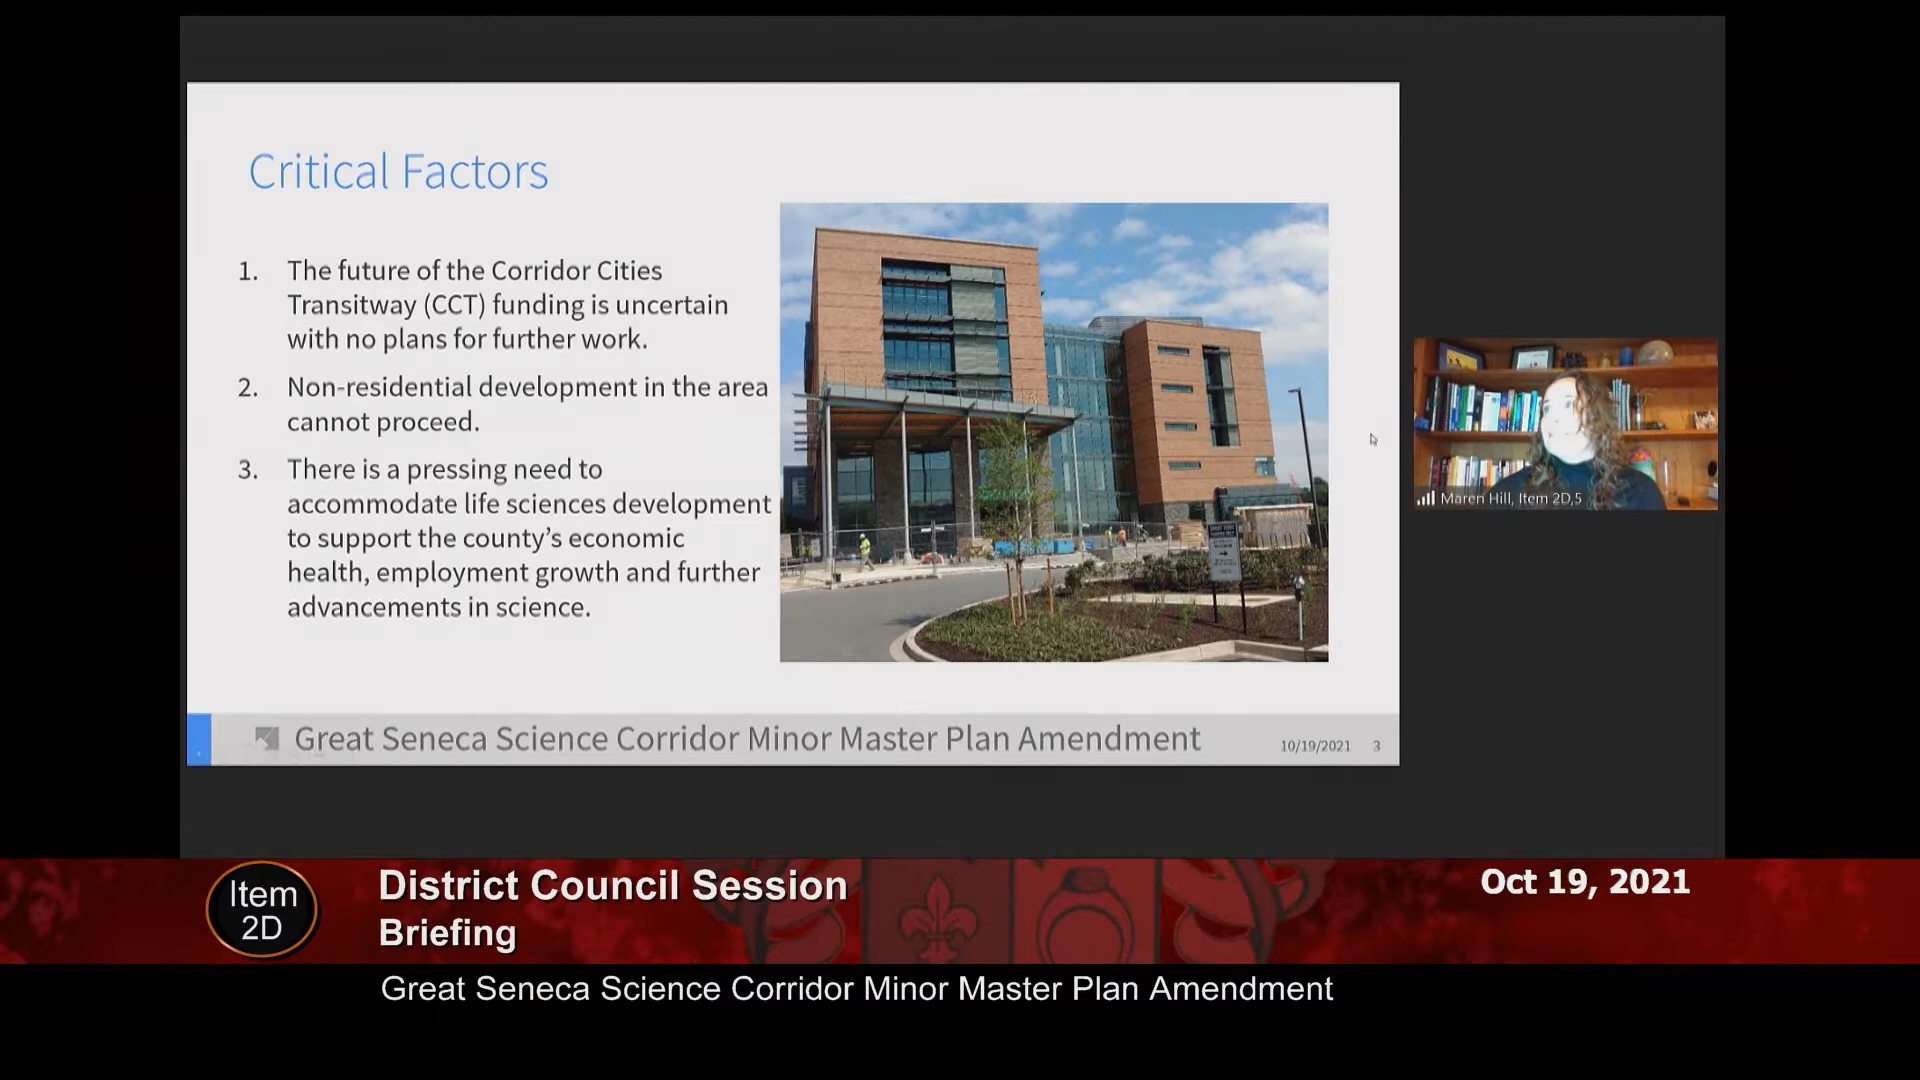 Critical Factors
1. The future of the Corridor Cities
Transitway (CCT) funding is uncertain
with no plans for further work.
2. Non-residential development in the area
cannot proceed.
3. There is a pressing need to
accommodate life sciences development
to support the county's economic
health, employment growth and further
advancements in science.
Great Seneca Science Corridor Minor Master Plan Amendment
10/19/2021 3
Maren Hill, Item 2D,5
Item
2D
District Council Session
Briefing
Oct 19, 2021
Great Seneca Science Corridor Minor Master Plan Amendment